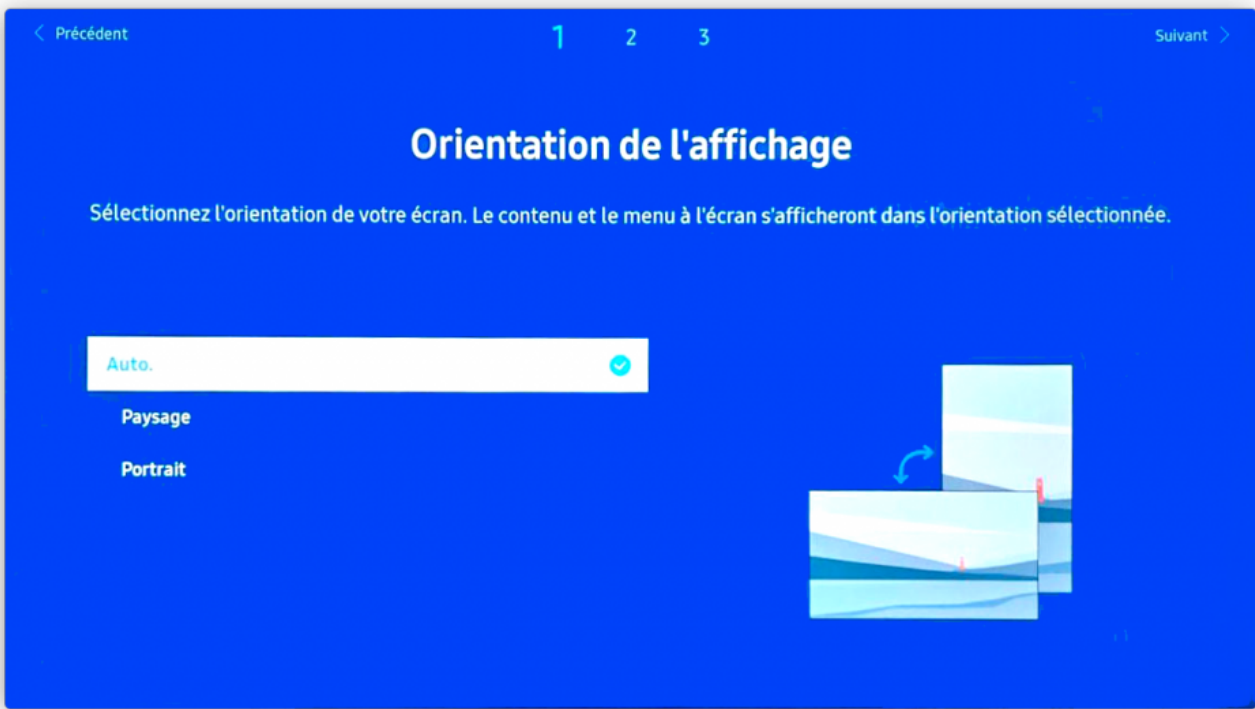 Précédent
1 2 3
Suivant
Orientation de l'affichage
Sélectionnez l'orientation de votre écran. Le contenu et le menu à l'écran s'afficheront dans l'orientation sélectionnée.
Auto.
Paysage
Portrait